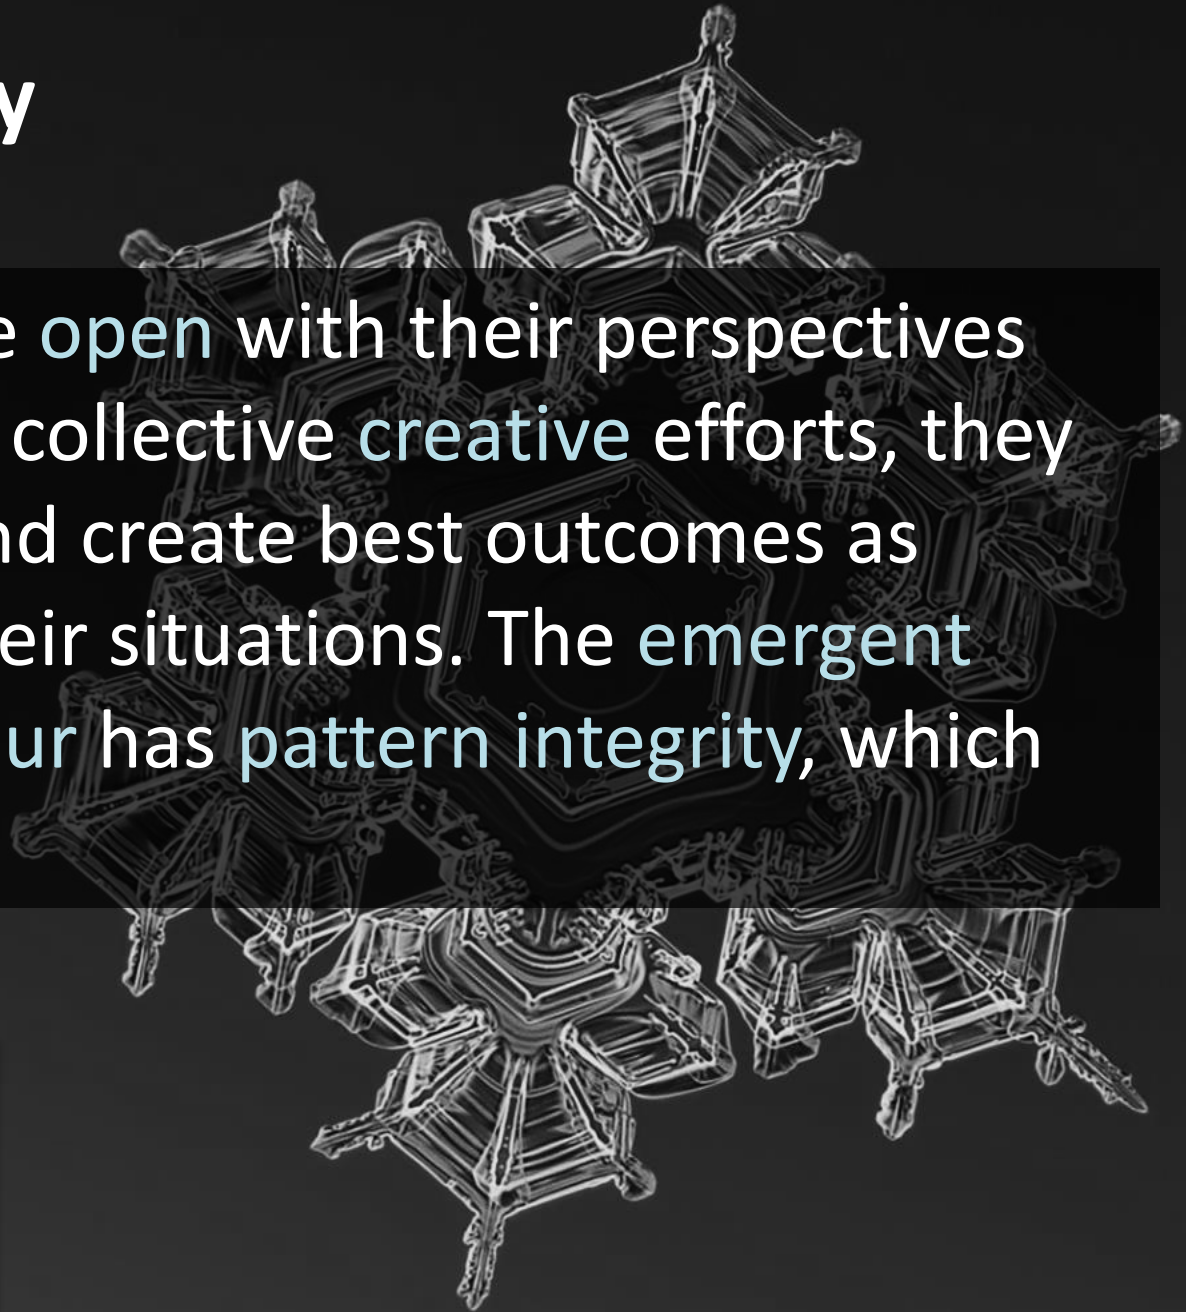 y
e open with their perspectives
collective creative efforts, they
nd create best outcomes as
eir situations. The emergent
ur has pattern integrity, which